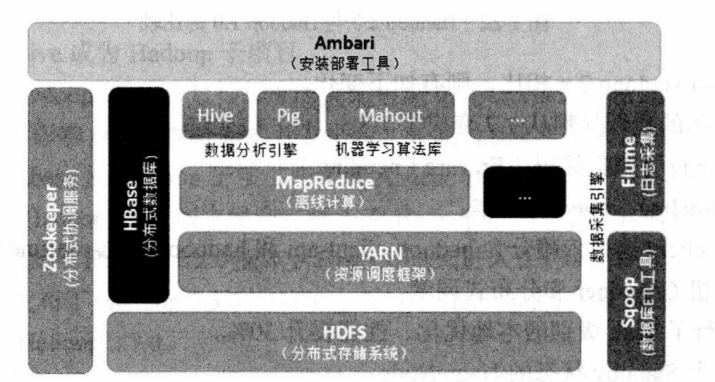 Ambari
(安装部署工具)
Zookeeper
(分布式协调服务)
HBase
(分布式数据库)
Hive
Pig
Mahout
...
数据分析引擎
机器学习算法库
MapReduce
(离线计算)
...
YARN
(资源调度框架)
HDFS
(分布式存储系统)
数据采集引擎
Flume
(日志采集)
Sqoop
(数据库ETL工具)